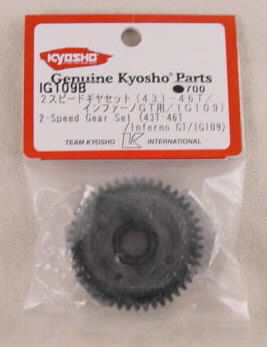 KYOSHO
Genuine Kyosho Parts
IG109B ●700
2スピードギヤセット(43T-46T/
インファーノGT用/IG109)
2-Speed Gear Set (43T-46T
/Inferno GT/IG109)
TEAM KYOSHO K INTERNATIONAL